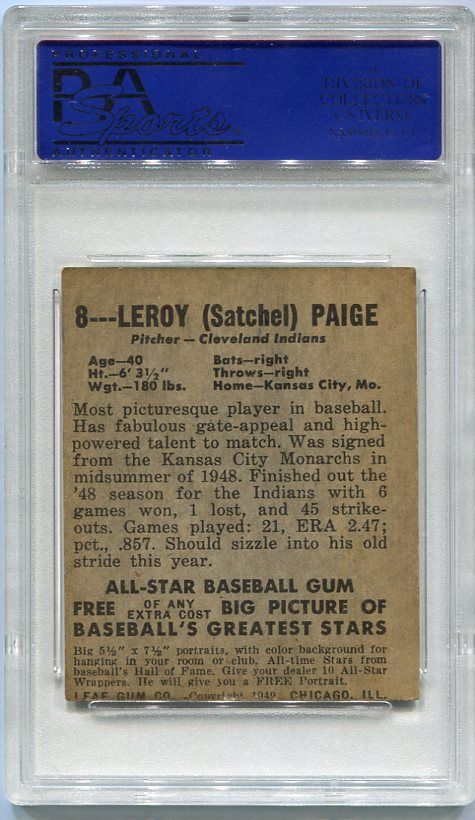 PROFESSIONAL
PSA
Sports
AUTHENTICATOR
A
DIVISION OF
COLLECTORS
UNIVERSE
NASDAQ: CLCT
8---LEROY (Satchel) PAIGE
Pitcher — Cleveland Indians
Age—40 Bats—right
Ht.—6' 3½" Throws—right
Wgt.—180 lbs. Home—Kansas City, Mo.
Most picturesque player in baseball.
Has fabulous gate-appeal and high-
powered talent to match. Was signed
from the Kansas City Monarchs in
midsummer of 1948. Finished out the
'48 season for the Indians with 6
games won, 1 lost, and 45 strike-
outs. Games played: 21, ERA 2.47;
pct., .857. Should sizzle into his old
stride this year.
ALL-STAR BASEBALL GUM
FREE OF ANY EXTRA COST BIG PICTURE OF
BASEBALL'S GREATEST STARS
Big 5½" x 7½" portraits, with color background for
hanging in your room or club. All-time Stars from
baseball's Hall of Fame. Give your dealer 10 All-Star
Wrappers. He will give you a FREE Portrait.
LEAF GUM CO. Copyright 1949 CHICAGO, ILL.